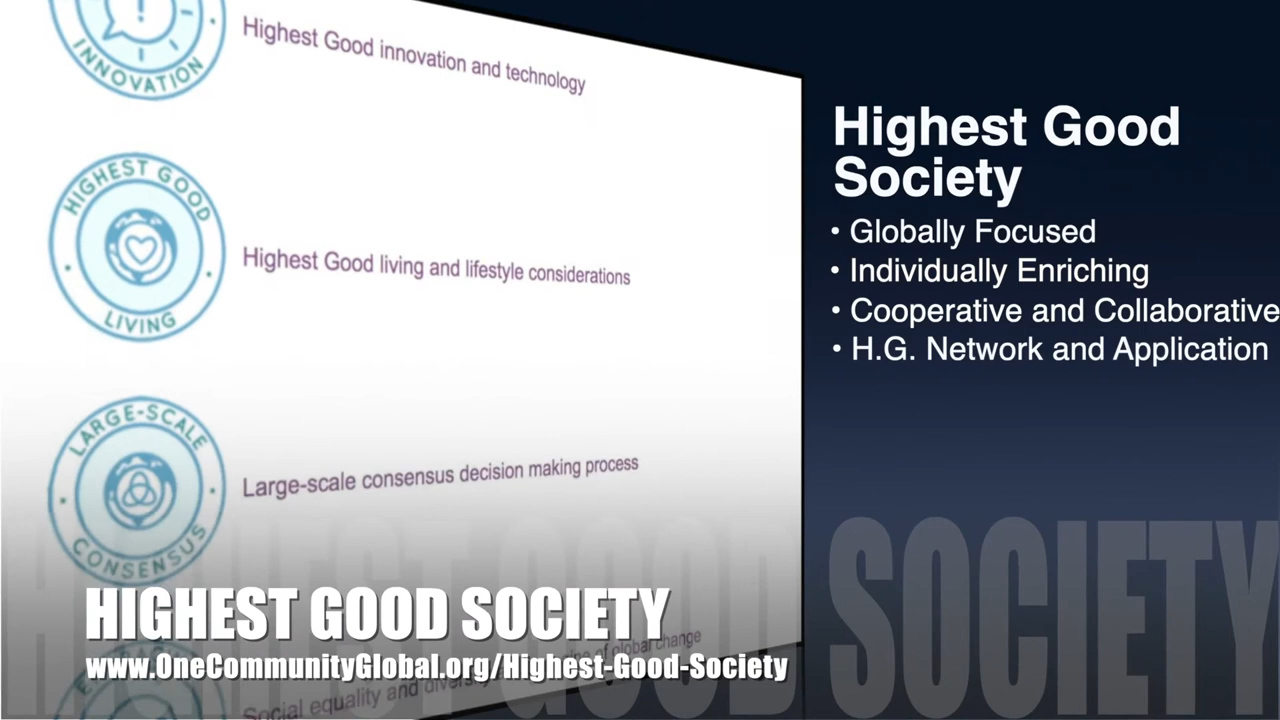 INNOVATION
Highest Good innovation and technology
HIGHEST GOOD
LIVING
Highest Good living and lifestyle considerations
LARGE-SCALE
CONSENSUS
Large-scale consensus decision making process
of global change
Social equality and diversity
Highest Good
Society
• Globally Focused
• Individually Enriching
• Cooperative and Collaborative
• H.G. Network and Application
HIGHEST GOOD SOCIETY
HIGHEST GOOD SOCIETY
www.OneCommunityGlobal.org/Highest-Good-Society